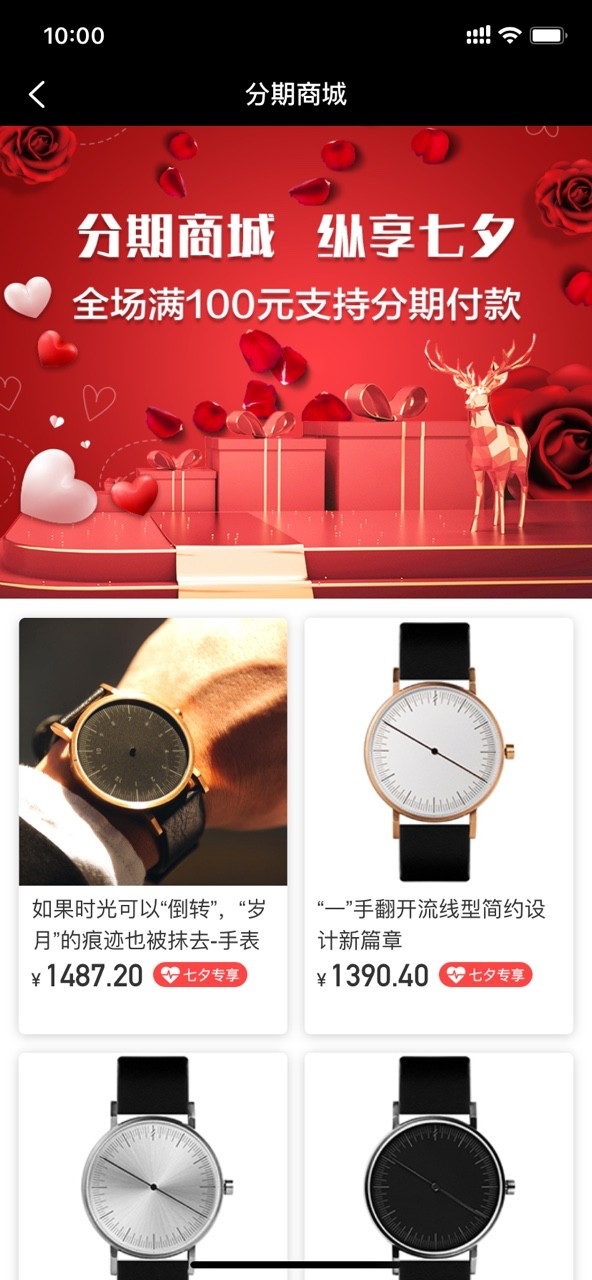 10:00
分期商城
分期商城 纵享七夕
全场满100元支持分期付款
如果时光可以“倒转”，“岁
月”的痕迹也被抹去-手表
¥1487.20 七夕专享
“一”手翻开流线型简约设
计新篇章
¥1390.40 七夕专享